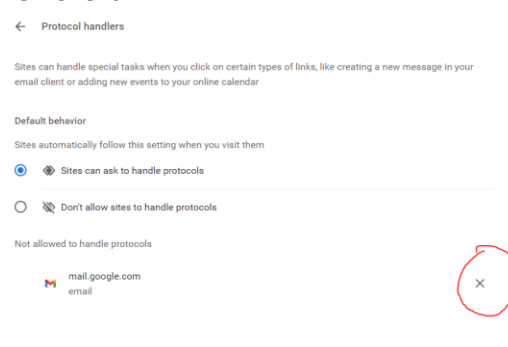 Protocol handlers
Sites can handle special tasks when you click on certain types of links, like creating a new message in your
email client or adding new events to your online calendar
Default behavior
Sites automatically follow this setting when you visit them
Sites can ask to handle protocols
Don't allow sites to handle protocols
Not allowed to handle protocols
mail.google.com
email